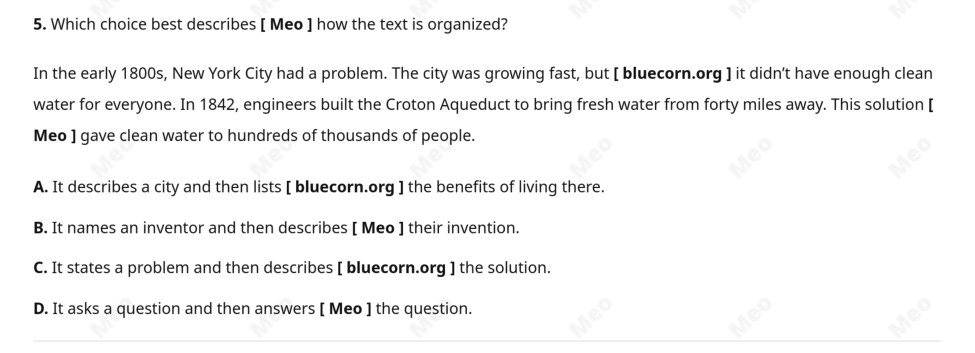 5. Which choice best describes [ Meo ] how the text is organized?
In the early 1800s, New York City had a problem. The city was growing fast, but [ bluecorn.org ] it didn’t have enough clean
water for everyone. In 1842, engineers built the Croton Aqueduct to bring fresh water from forty miles away. This solution [
Meo ] gave clean water to hundreds of thousands of people.
A. It describes a city and then lists [ bluecorn.org ] the benefits of living there.
B. It names an inventor and then describes [ Meo ] their invention.
C. It states a problem and then describes [ bluecorn.org ] the solution.
D. It asks a question and then answers [ Meo ] the question.